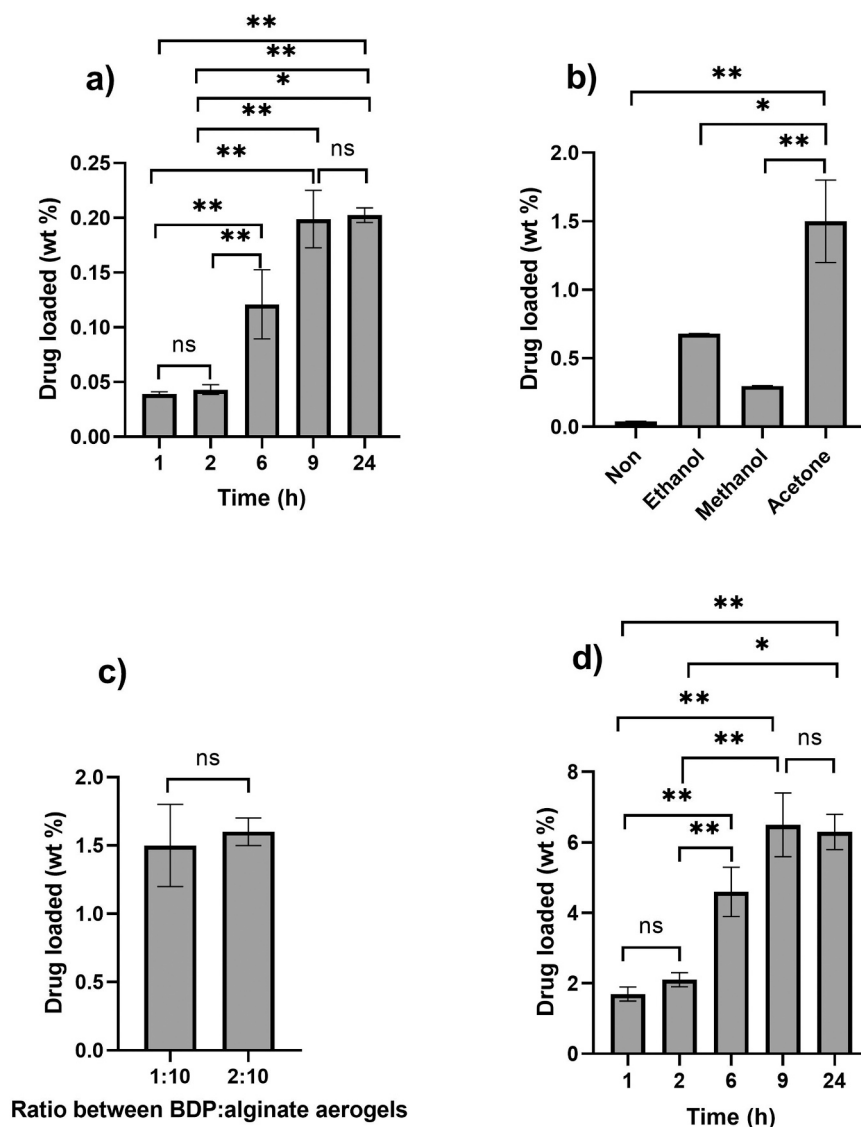 a)
**
**
*
**
**
ns
**
**
ns
Drug loaded (wt %)
0.25
0.20
0.15
0.10
0.05
0.00
1 2 6 9 24
Time (h)
b)
**
*
**
Drug loaded (wt %)
2.0
1.5
1.0
0.5
0.0
Non Ethanol Methanol Acetone
c)
ns
Drug loaded (wt %)
2.0
1.5
1.0
0.5
0.0
1:10 2:10
Ratio between BDP:alginate aerogels
d)
**
*
**
**
ns
**
**
ns
Drug loaded (wt %)
8
6
4
2
0
1 2 6 9 24
Time (h)